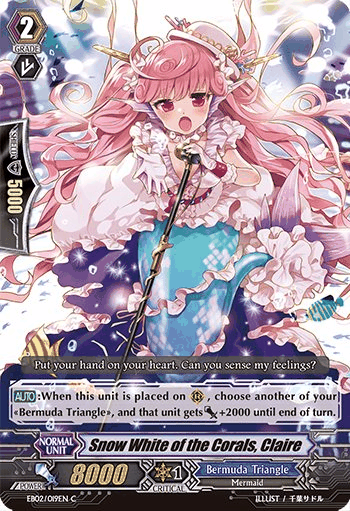 2
GRADE
SHIELD
5000
Put your hand on your heart. Can you sense my feelings?
AUTO:When this unit is placed on , choose another of your
«Bermuda Triangle», and that unit gets +2000 until end of turn.
NORMAL
UNIT
Snow White of the Corals, Claire
POWER
8000
1
CRITICAL
Bermuda Triangle
Mermaid
EB02/019EN C
ILLUST / 千葉サドル